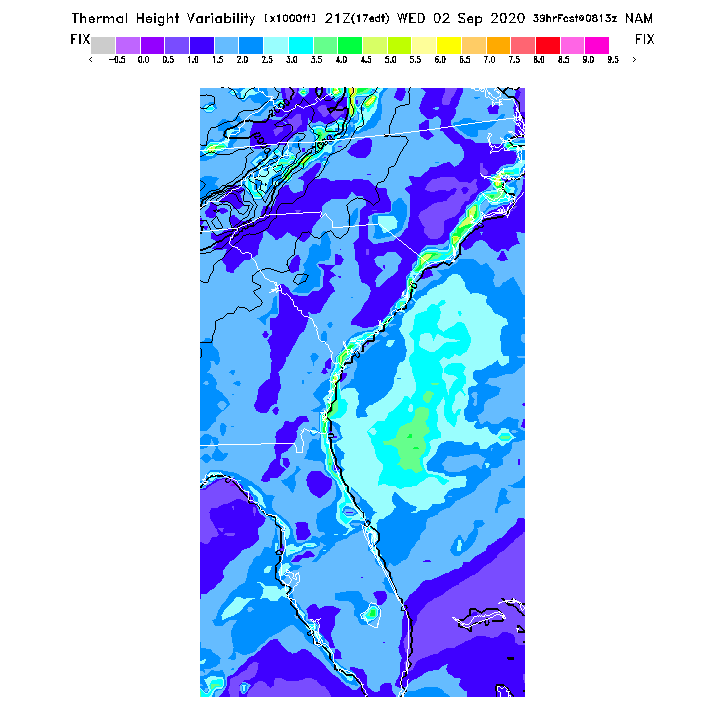 Thermal Height Variability [x1000ft] 21Z(17edt) WED 02 Sep 2020 39hrFcst@0813z NAM
FIX FIX
< -0.5 0.0 0.5 1.0 1.5 2.0 2.5 3.0 3.5 4.0 4.5 5.0 5.5 6.0 6.5 7.0 7.5 8.0 8.5 9.0 9.5 >